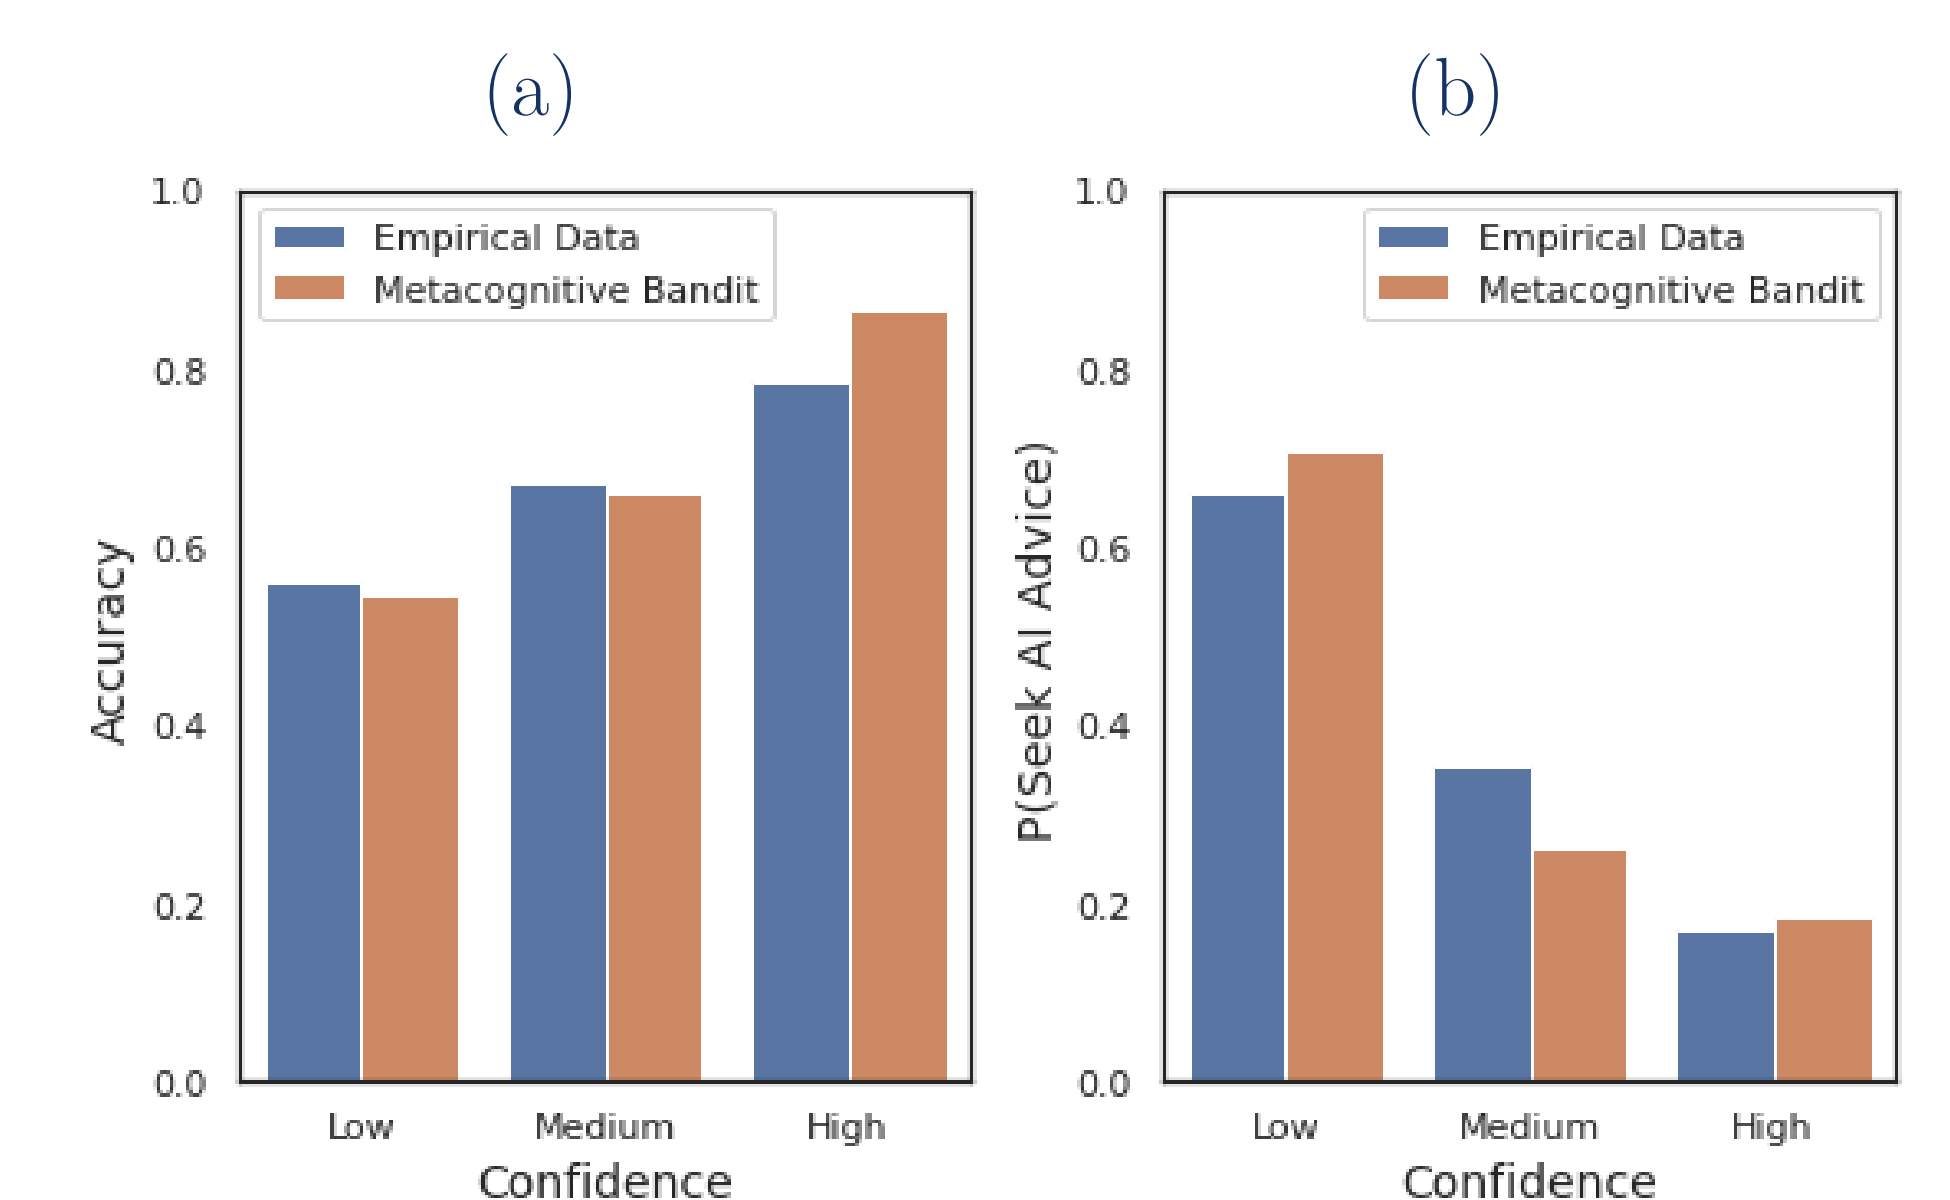 (a)
1.0
0.8
0.6
0.4
0.2
0.0
Accuracy
Empirical Data
Metacognitive Bandit
Low Medium High
Confidence
(b)
1.0
0.8
0.6
0.4
0.2
0.0
P(Seek AI Advice)
Empirical Data
Metacognitive Bandit
Low Medium High
Confidence